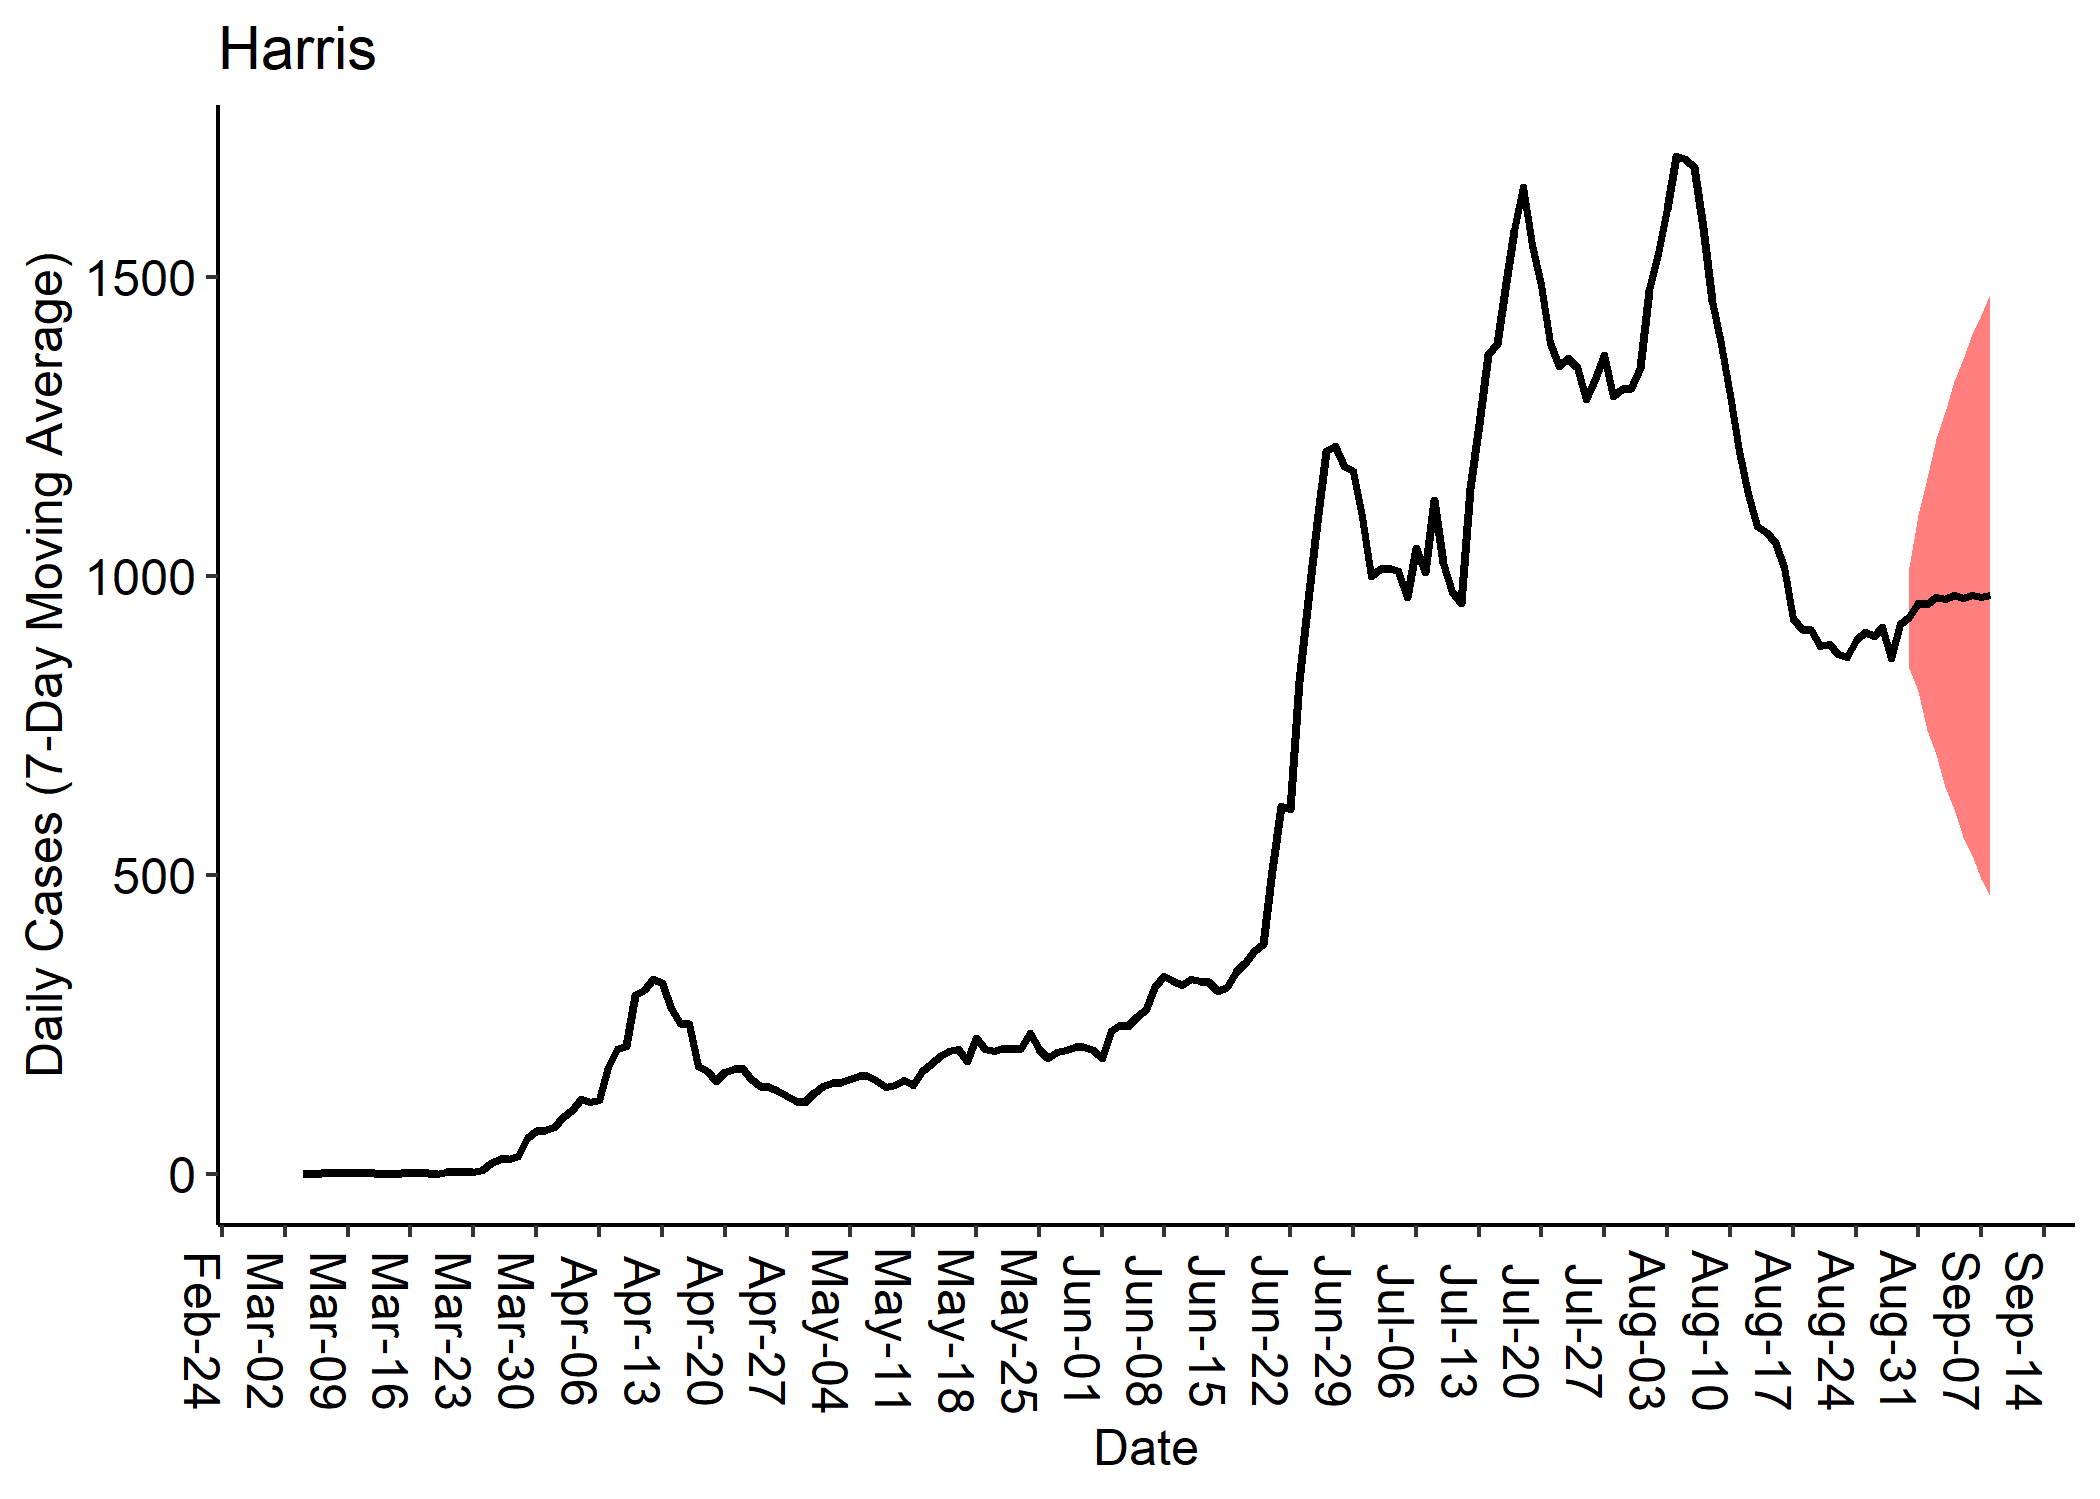 Harris
Daily Cases (7-Day Moving Average)
1500
1000
500
0
Feb-24
Mar-02
Mar-09
Mar-16
Mar-23
Mar-30
Apr-06
Apr-13
Apr-20
Apr-27
May-04
May-11
May-18
May-25
Jun-01
Jun-08
Jun-15
Jun-22
Jun-29
Jul-06
Jul-13
Jul-20
Jul-27
Aug-03
Aug-10
Aug-17
Aug-24
Aug-31
Sep-07
Sep-14
Date